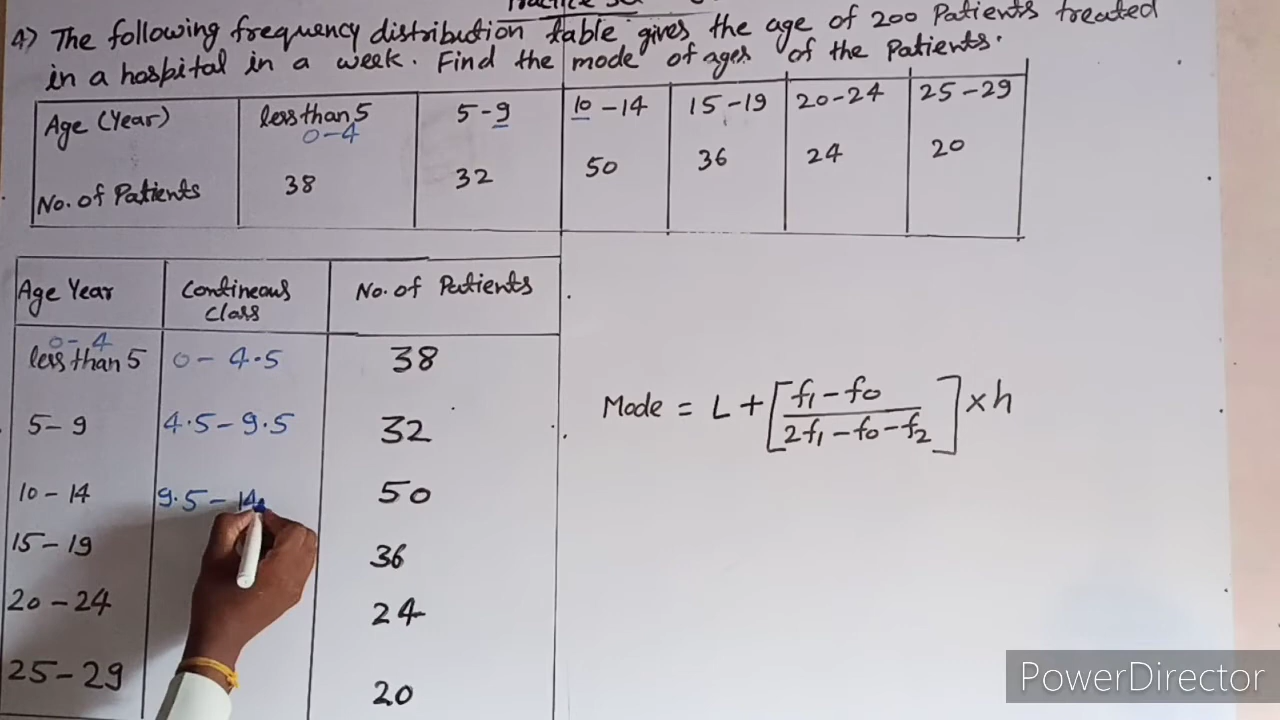 Practice Set
4) The following frequency distribution table gives the age of 200 Patients treated
in a hospital in a week. Find the mode of ages of the Patients.
Age (Year) less than 5 5-9 10-14 15-19 20-24 25-29
0-4
No. of Patients 38 32 50 36 24 20
Age Year Contineous Class No. of Patients
0-4
less than 5 0-4.5 38
5-9 4.5-9.5 32
10-14 9.5-14. 50
15-19 36
20-24 24
25-29 20
Mode = L + [f1-f0 / 2f1-f0-f2] × h
PowerDirector